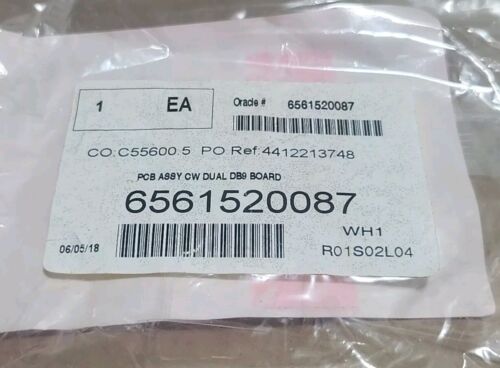 1 EA Oracle # 6561520087
CO:C55600.5 PO.Ref:4412213748
PCB ASSY CW DUAL DB9 BOARD
6561520087
WH1
06/05/18 R01S02L04